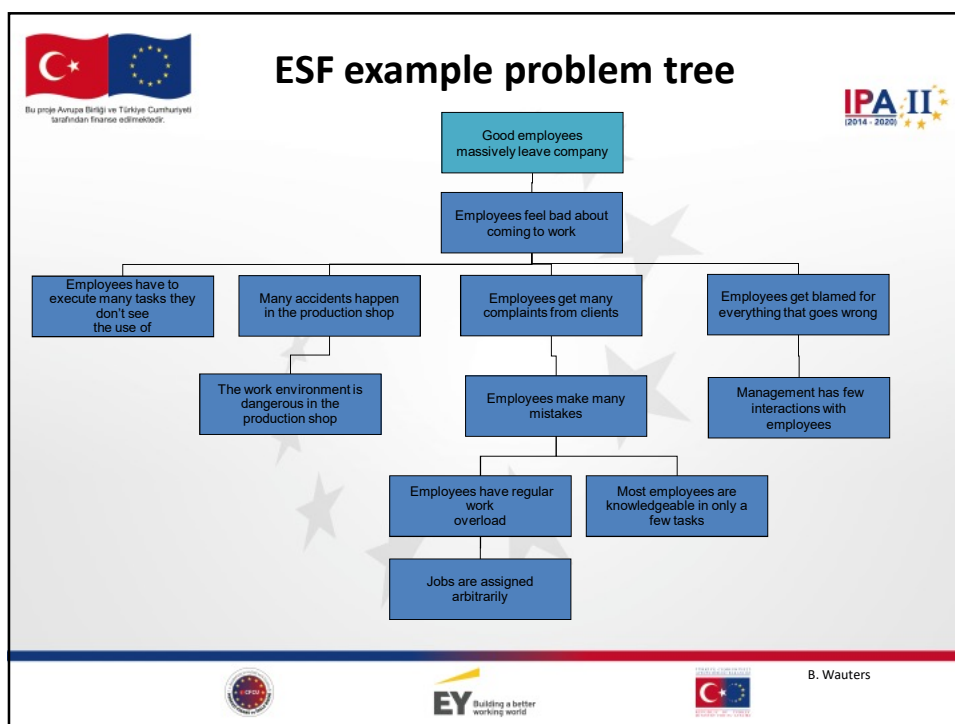 ESF example problem tree
Bu proje Avrupa Birliği ve Türkiye Cumhuriyeti
tarafından finanse edilmektedir.
IPA II
(2014 - 2020)
Good employees
massively leave company
Employees feel bad about
coming to work
Employees have to
execute many tasks they
don't see
the use of
Many accidents happen
in the production shop
Employees get many
complaints from clients
Employees get blamed for
everything that goes wrong
The work environment is
dangerous in the
production shop
Employees make many
mistakes
Management has few
interactions with
employees
Employees have regular
work
overload
Most employees are
knowledgeable in only a
few tasks
Jobs are assigned
arbitrarily
B. Wauters
CFCU
EY
Building a better
working world